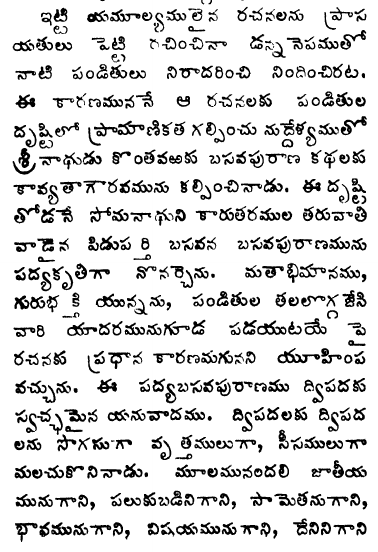 ఇట్టి యమూల్యములైన రచనలను ప్రాస
యతులు పెట్టి రచించినా డన్న నెపముతో
నాటి పండితులు నిరాదరించి నిందించిరట.
ఈ కారణముననే ఆ రచనలకు పండితుల
దృష్టిలో ప్రామాణికత గల్పించు నుద్దేశ్యముతో
శ్రీనాథుడు కొంతవఱకు బసవపురాణ కథలకు
కావ్యతాగౌరవమును కల్పించినాడు. ఈ దృష్టి
తోడనే సోమనాథుని కారుతరముల తరువాతి
వాడైన పిడుపర్తి బసవన బసవపురాణమును
పద్యకృతిగా నొనర్చెను. మతాభిమానము,
గురుభక్తి యున్నను, పండితుల తలలొగ్గజేసి
వారి యాదరమునుగూడ పడయుటయే పై
రచనకు ప్రధాన కారణమగునని యూహింప
వచ్చును. ఈ పద్యబసవపురాణము ద్విపదకు
స్వచ్ఛమైన యనువాదము. ద్విపదలకు ద్విపద
లను సొగసుగా వృత్తములుగా, సీసములుగా
మలచుకొనినాడు. మూలమునందలి జాతీయ
మునుగాని, పలుకుబడినిగాని, సామెతనుగాని,
భావమునుగాని, విషయమునుగాని, దేనినిగాని